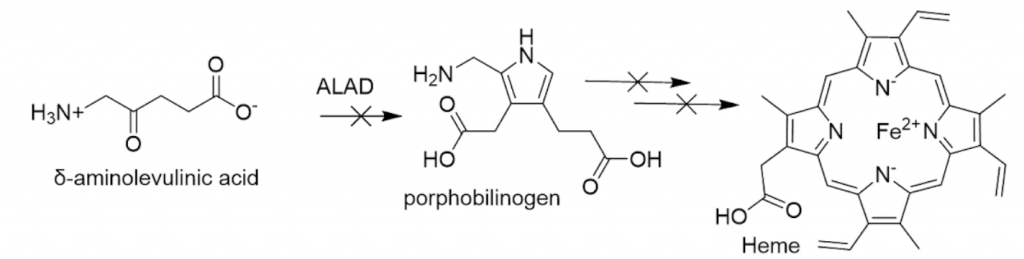 H₃N+
O
O
O⁻
δ-aminolevulinic acid
ALAD
H₂N
H
N
O
HO
OH
O
porphobilinogen
N⁻
N
Fe²⁺
N
N⁻
HO
O
Heme